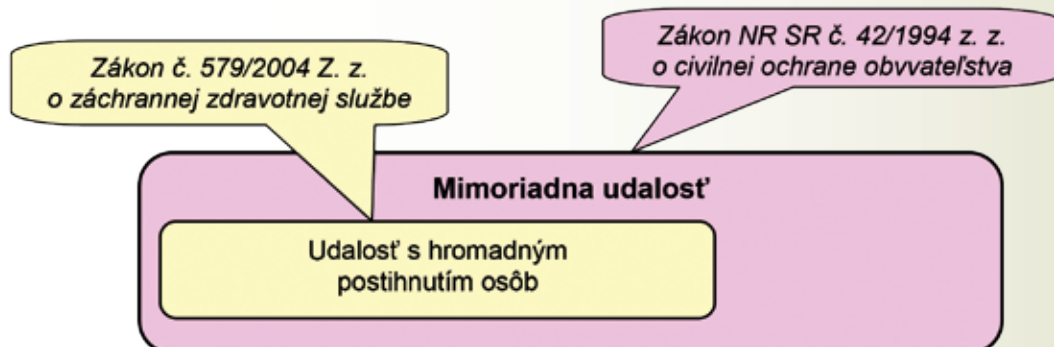 Zákon č. 579/2004 Z. z.
o záchrannej zdravotnej službe
Zákon NR SR č. 42/1994 z. z.
o civilnei ochrane obvvateľstva
Mimoriadna udalosť
Udalosť s hromadným
postihnutím osôb